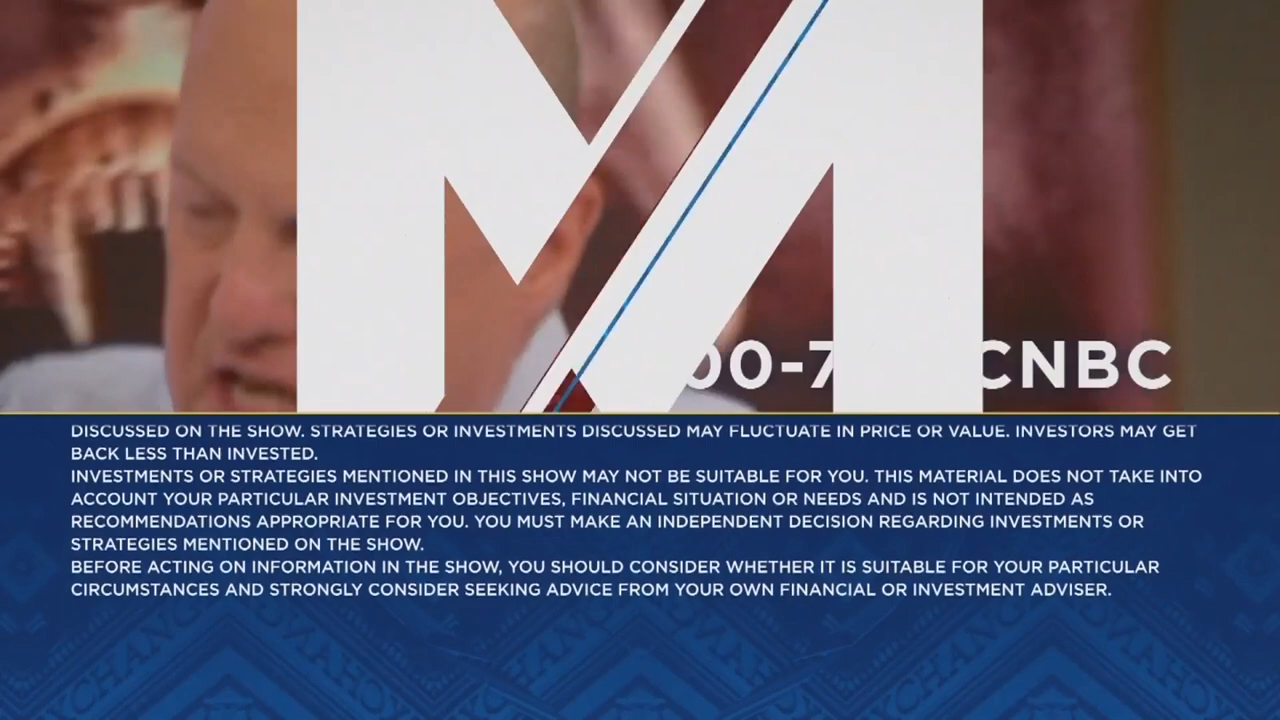 M
00-7 CNBC
DISCUSSED ON THE SHOW. STRATEGIES OR INVESTMENTS DISCUSSED MAY FLUCTUATE IN PRICE OR VALUE. INVESTORS MAY GET
BACK LESS THAN INVESTED.
INVESTMENTS OR STRATEGIES MENTIONED IN THIS SHOW MAY NOT BE SUITABLE FOR YOU. THIS MATERIAL DOES NOT TAKE INTO
ACCOUNT YOUR PARTICULAR INVESTMENT OBJECTIVES, FINANCIAL SITUATION OR NEEDS AND IS NOT INTENDED AS
RECOMMENDATIONS APPROPRIATE FOR YOU. YOU MUST MAKE AN INDEPENDENT DECISION REGARDING INVESTMENTS OR
STRATEGIES MENTIONED ON THE SHOW.
BEFORE ACTING ON INFORMATION IN THE SHOW, YOU SHOULD CONSIDER WHETHER IT IS SUITABLE FOR YOUR PARTICULAR
CIRCUMSTANCES AND STRONGLY CONSIDER SEEKING ADVICE FROM YOUR OWN FINANCIAL OR INVESTMENT ADVISER.